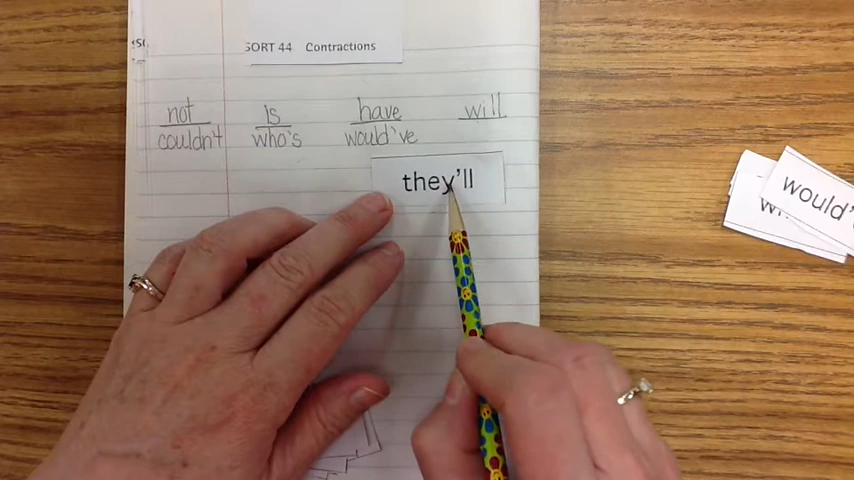 SORT 44 Contractions
not Is have will
couldn't who's would've
they'll
would'